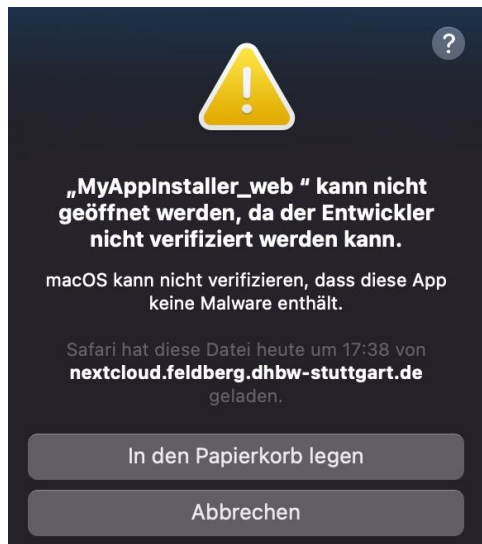 ?
„MyAppInstaller_web “ kann nicht
geöffnet werden, da der Entwickler
nicht verifiziert werden kann.
macOS kann nicht verifizieren, dass diese App
keine Malware enthält.
Safari hat diese Datei heute um 17:38 von
nextcloud.feldberg.dhbw-stuttgart.de
geladen.
In den Papierkorb legen
Abbrechen